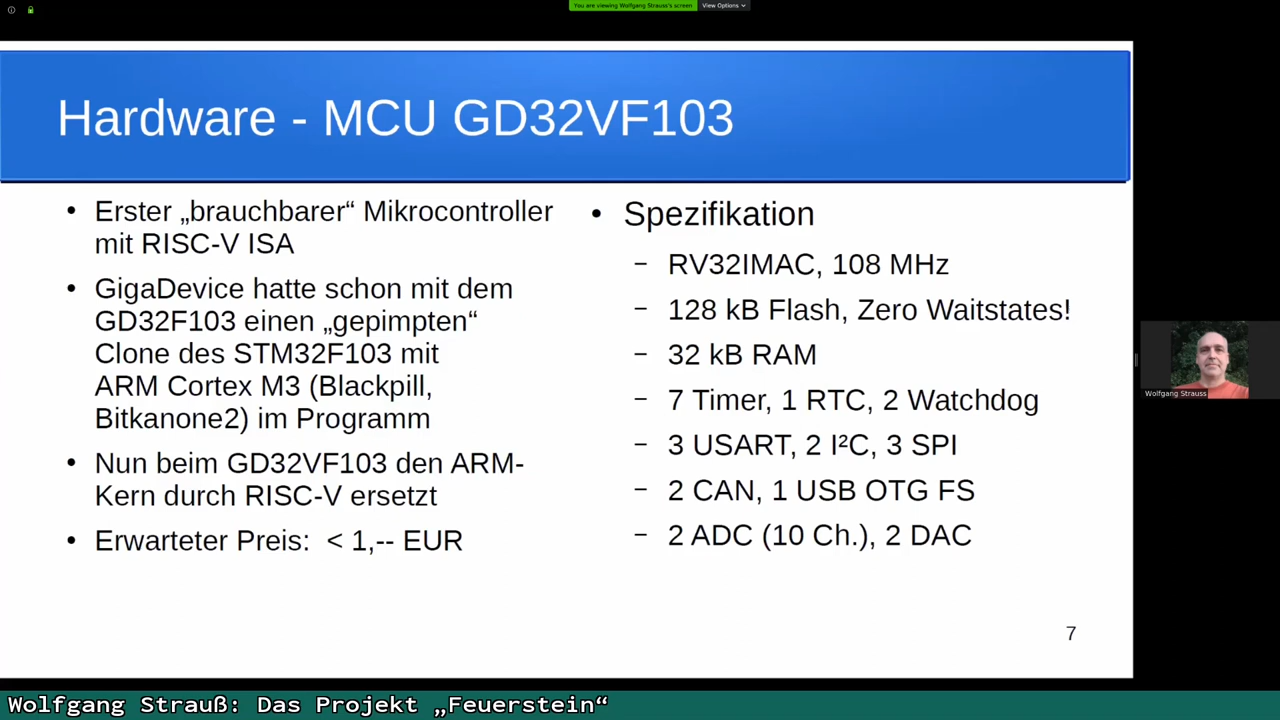 You are viewing Wolfgang Strauss's screen
View Options
Hardware - MCU GD32VF103
• Erster „brauchbarer“ Mikrocontroller
mit RISC-V ISA
• GigaDevice hatte schon mit dem
GD32F103 einen „gepimpten“
Clone des STM32F103 mit
ARM Cortex M3 (Blackpill,
Bitkanone2) im Programm
• Nun beim GD32VF103 den ARM-
Kern durch RISC-V ersetzt
• Erwarteter Preis: < 1,-- EUR
• Spezifikation
– RV32IMAC, 108 MHz
– 128 kB Flash, Zero Waitstates!
– 32 kB RAM
– 7 Timer, 1 RTC, 2 Watchdog
– 3 USART, 2 I²C, 3 SPI
– 2 CAN, 1 USB OTG FS
– 2 ADC (10 Ch.), 2 DAC
7
Wolfgang Strauss
Wolfgang Strauß: Das Projekt „Feuerstein“